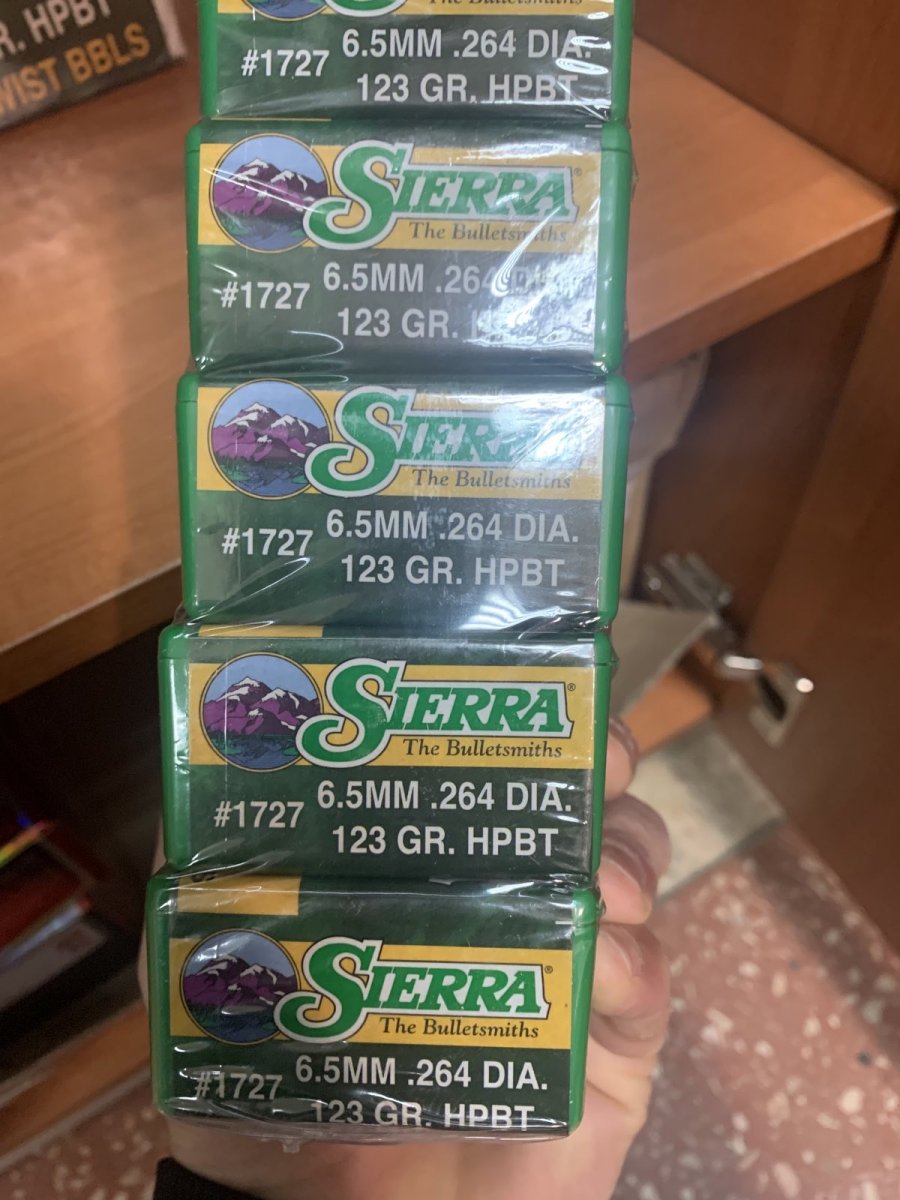 R. HPBT
WIST BBLS
The Bulletsmiths
#1727 6.5MM .264 DIA.
123 GR. HPBT
SIERRA®
The Bulletsmiths
#1727 6.5MM .264
123 GR.
SIERRA
The Bulletsmiths
#1727 6.5MM .264 DIA.
123 GR. HPBT
SIERRA®
The Bulletsmiths
#1727 6.5MM .264 DIA.
123 GR. HPBT
SIERRA®
The Bulletsmiths
#1727 6.5MM .264 DIA.
123 GR. HPBT